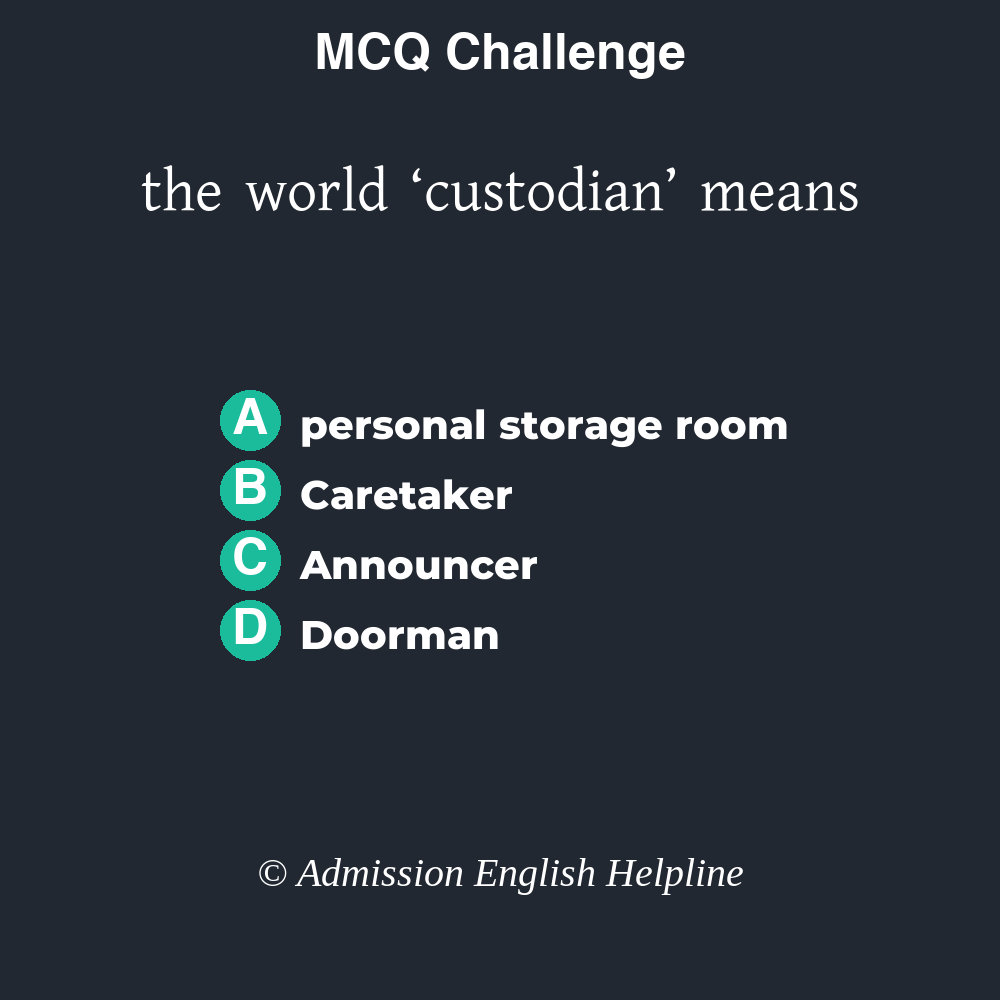 MCQ Challenge
the world ‘custodian’ means
A personal storage room
B Caretaker
C Announcer
D Doorman
© Admission English Helpline